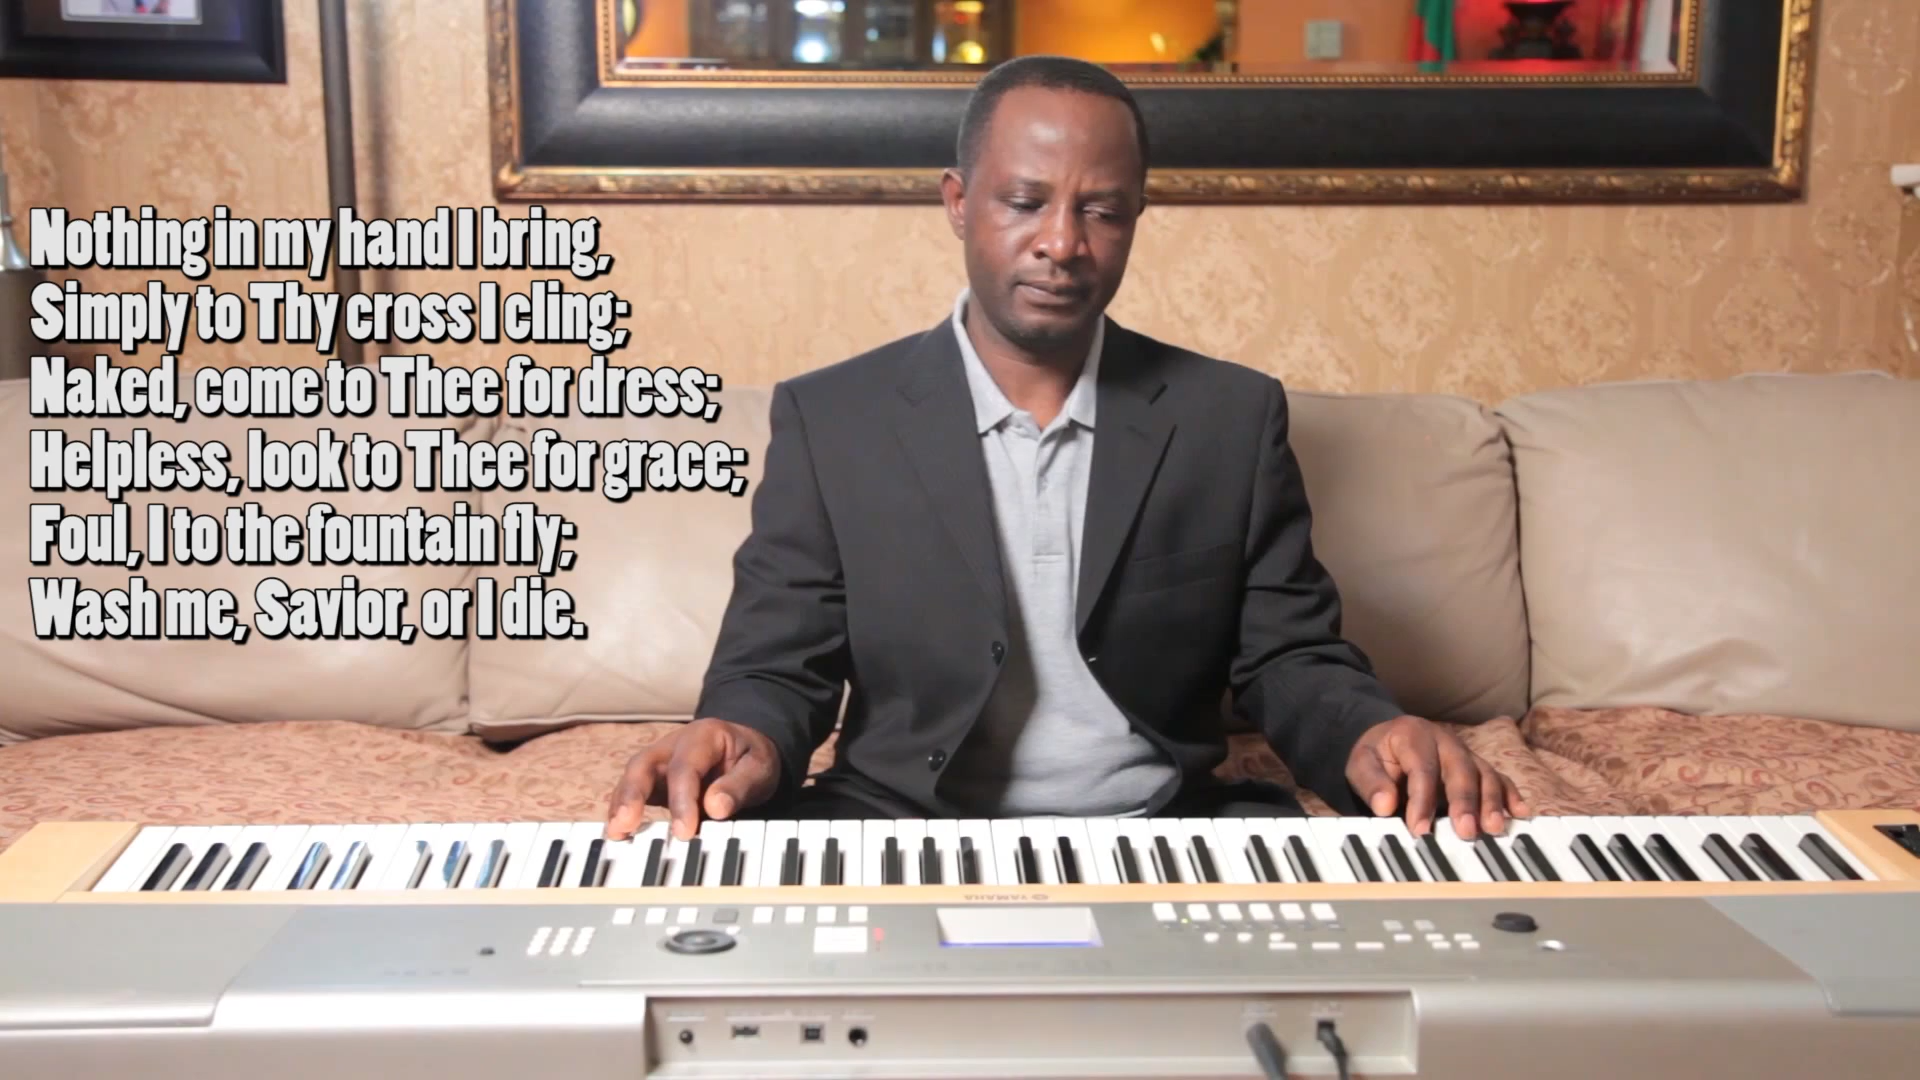 Nothing in my hand I bring,
Simply to Thy cross I cling;
Naked, come to Thee for dress;
Helpless, look to Thee for grace;
Foul, I to the fountain fly;
Wash me, Savior, or I die.
YAMAHA